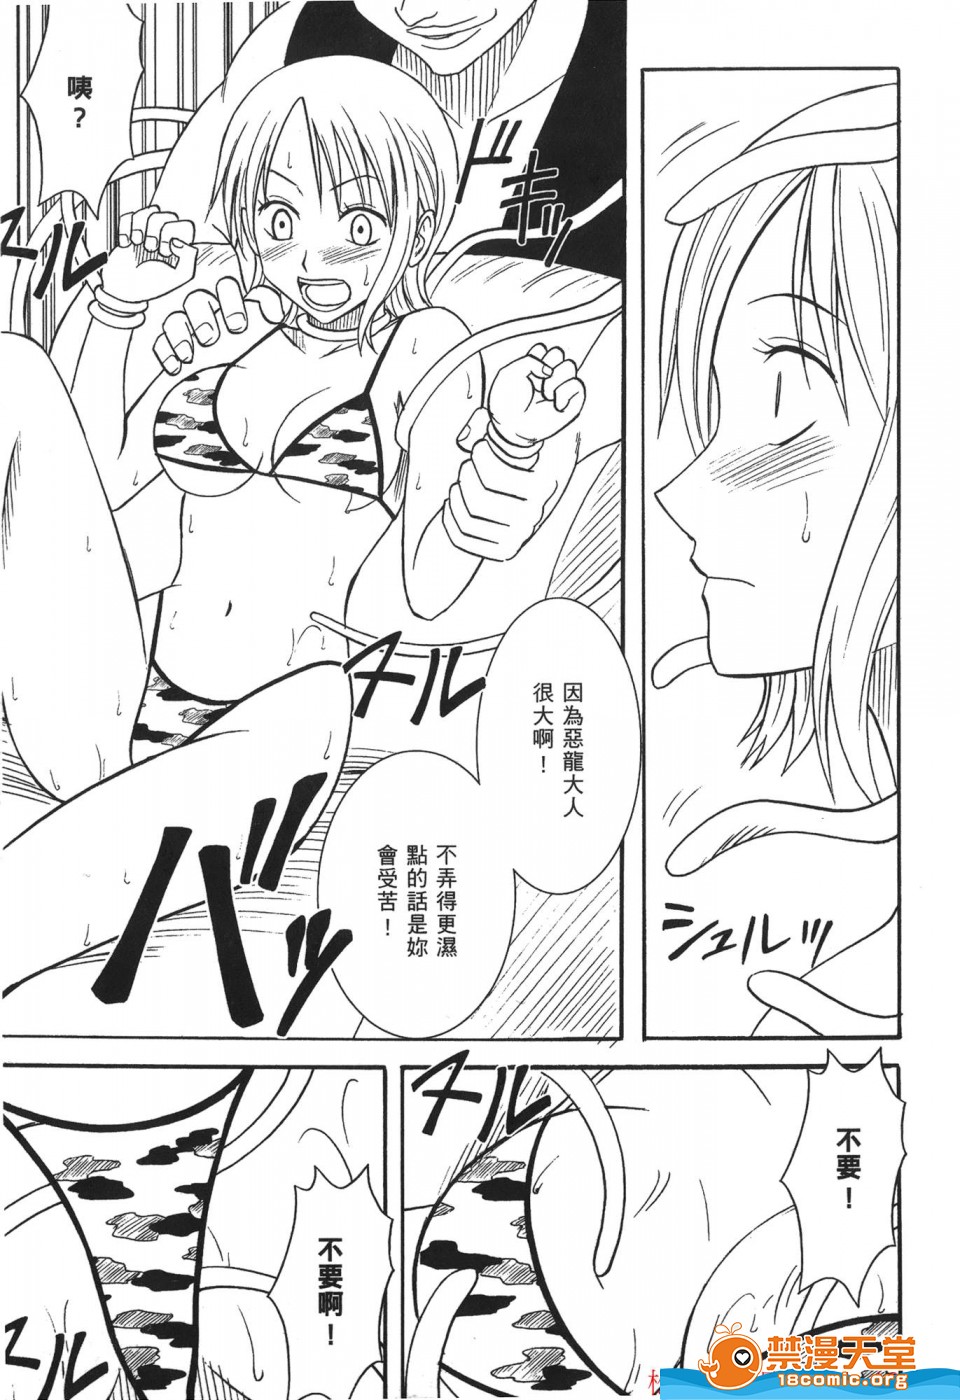 シュルッ
咦？
ドキッ
ヌル
因為惡龍大人
很大啊！
ヌル
不弄得更濕
點的話是妳
會受苦！
バッ
不要！
ヌル
不要啊！
禁漫天堂
18comic.org